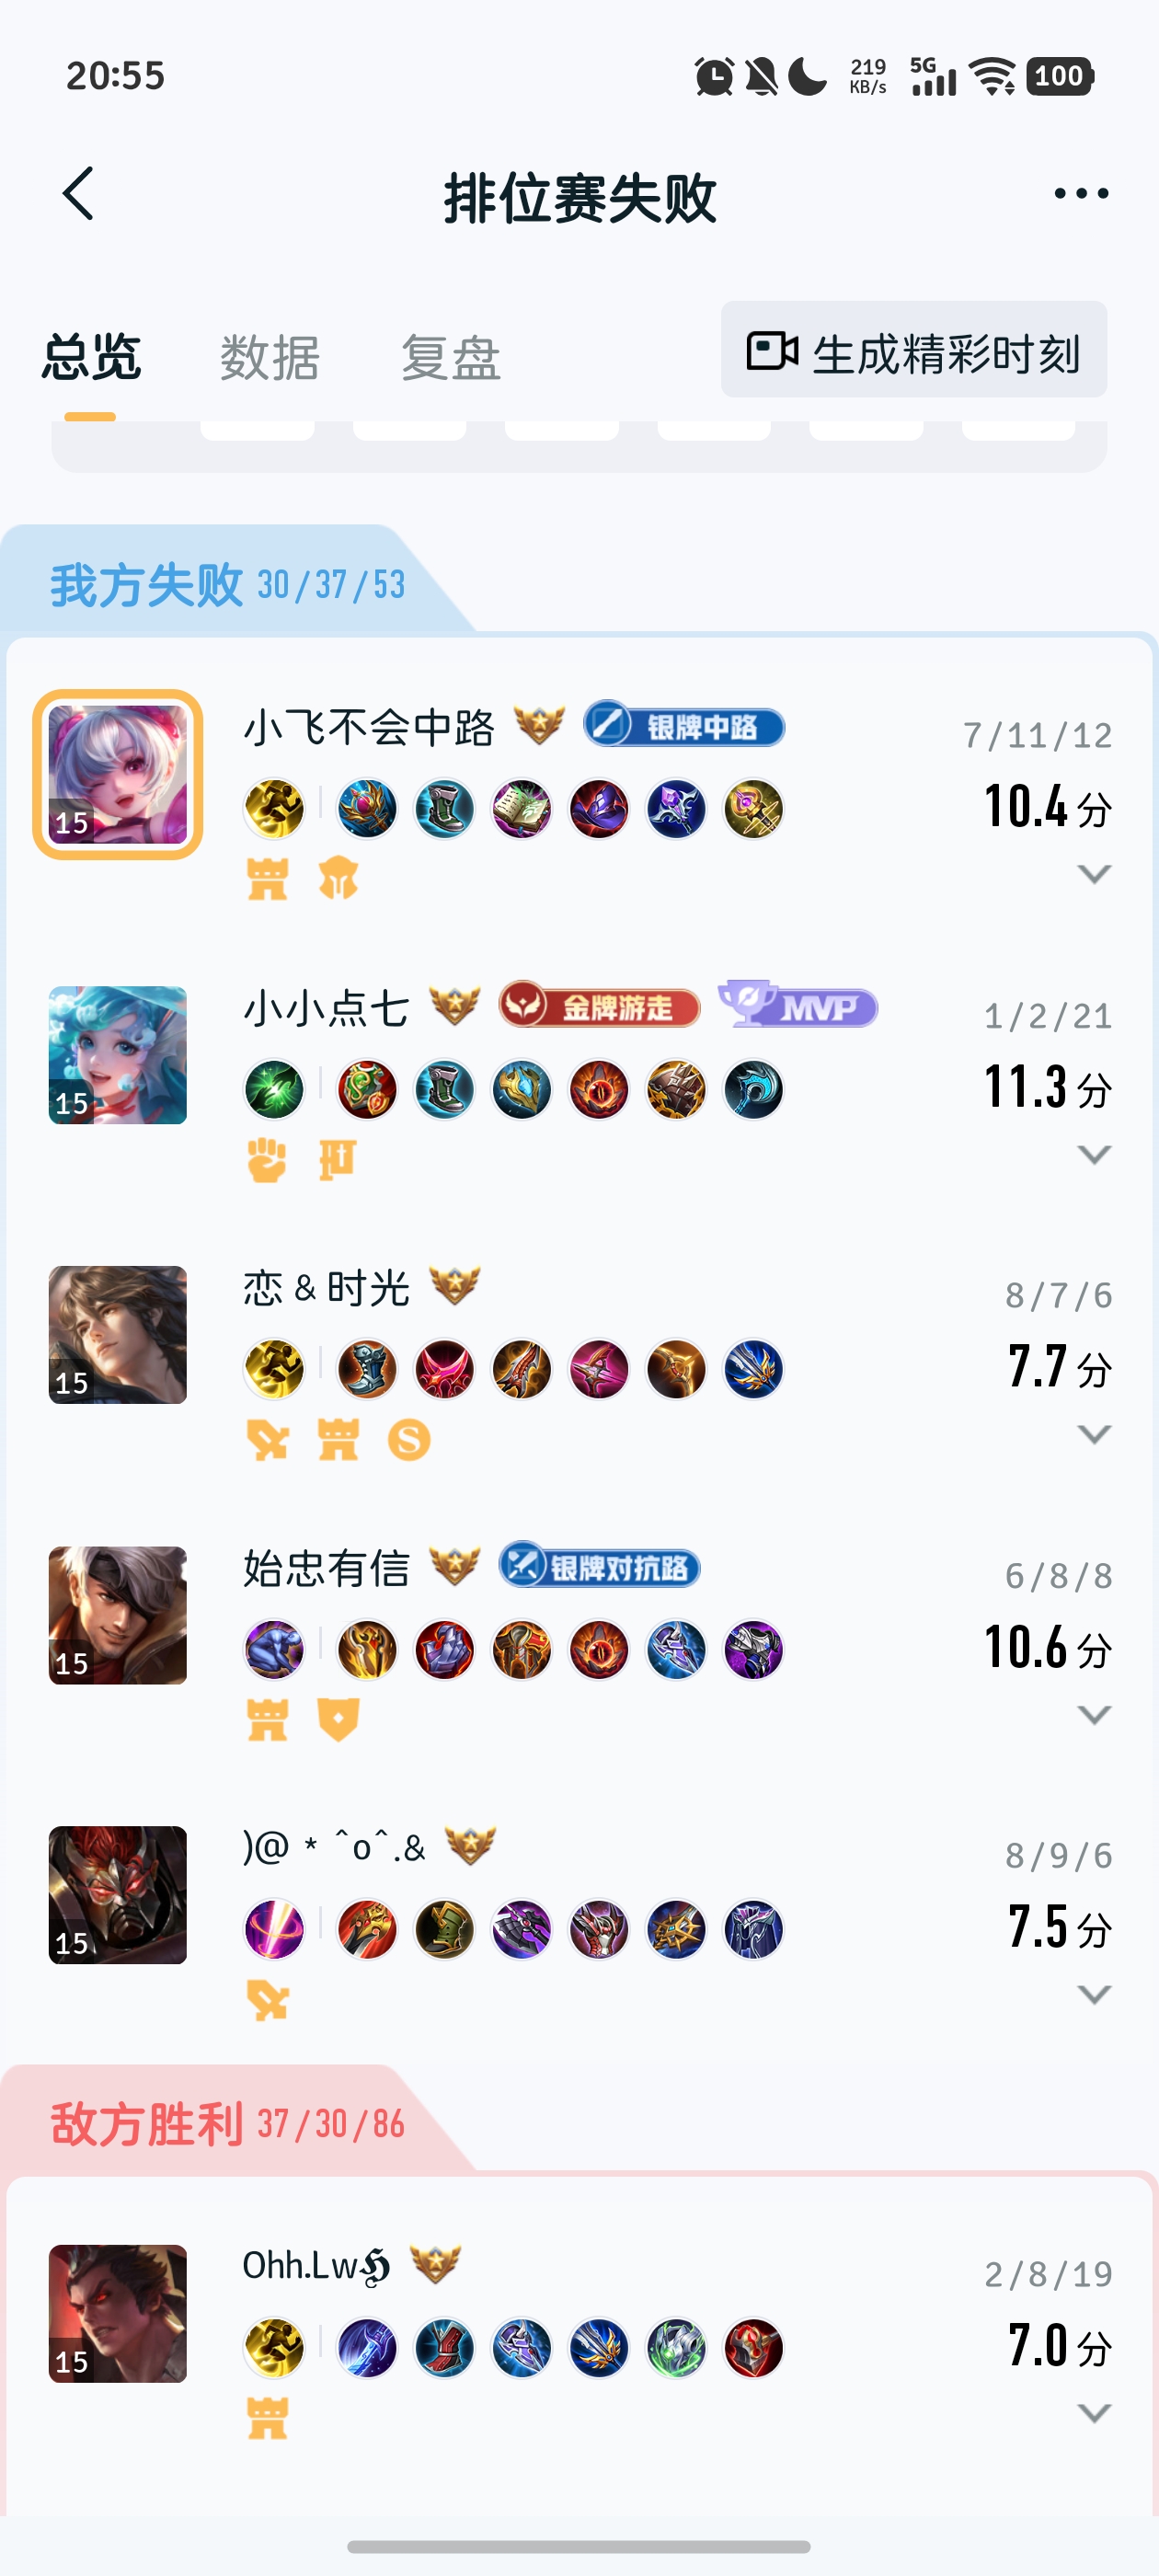 20:55
219
KB/s
5G
100
排位赛失败
总览
数据
复盘
生成精彩时刻
我方失败 30/37/53
小飞不会中路
银牌中路
7/11/12
15
10.4 分
小小点七
金牌游走
MVP
1/2/21
15
11.3 分
恋 & 时光
8/7/6
15
7.7 分
S
始忠有信
银牌对抗路
6/8/8
15
10.6 分
)@ * ˆoˆ.&
8/9/6
15
7.5 分
敌方胜利 37/30/86
Ohh.Lwℌ
2/8/19
15
7.0 分